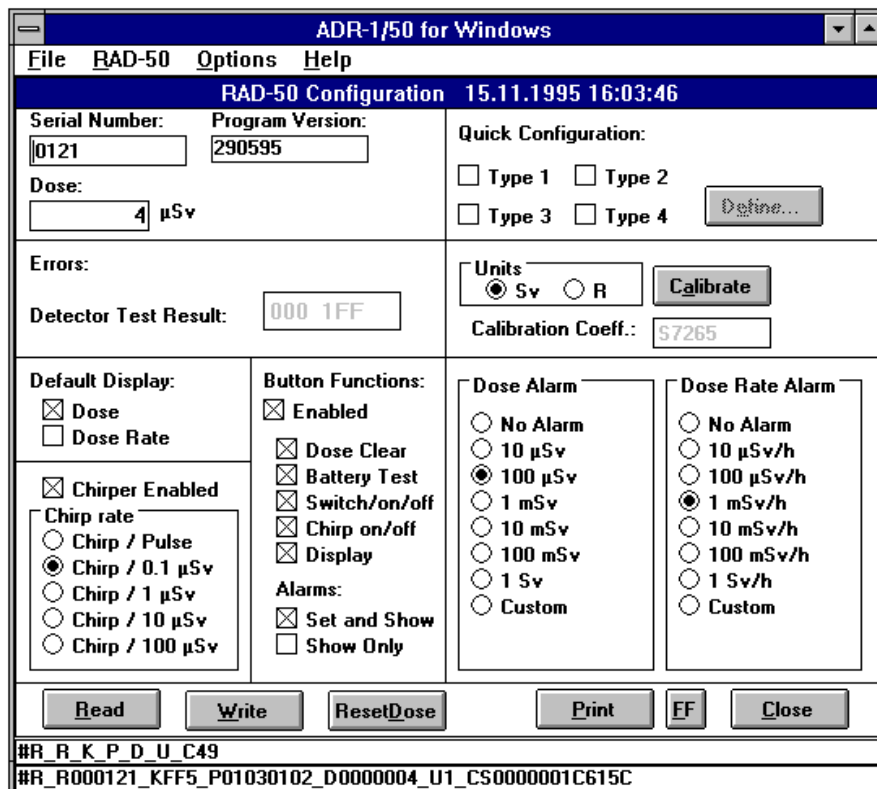 ADR-1/50 for Windows
File RAD-50 Options Help
RAD-50 Configuration 15.11.1995 16:03:46
Serial Number: Program Version:
0121 290595
Dose:
4 µSv
Quick Configuration:
Type 1 Type 2
Type 3 Type 4
Define...
Errors:
Detector Test Result: 000 1FF
Units
Sv R
Calibrate
Calibration Coeff.: S7265
Default Display:
Dose
Dose Rate
Chirper Enabled
Chirp rate
Chirp / Pulse
Chirp / 0.1 µSv
Chirp / 1 µSv
Chirp / 10 µSv
Chirp / 100 µSv
Button Functions:
Enabled
Dose Clear
Battery Test
Switch/on/off
Chirp on/off
Display
Alarms:
Set and Show
Show Only
Dose Alarm
No Alarm
10 µSv
100 µSv
1 mSv
10 mSv
100 mSv
1 Sv
Custom
Dose Rate Alarm
No Alarm
10 µSv/h
100 µSv/h
1 mSv/h
10 mSv/h
100 mSv/h
1 Sv/h
Custom
Read Write ResetDose Print FF Close
#R_R_K_P_D_U_C49
#R_R000121_KFF5_P01030102_D0000004_U1_CS0000001C615C